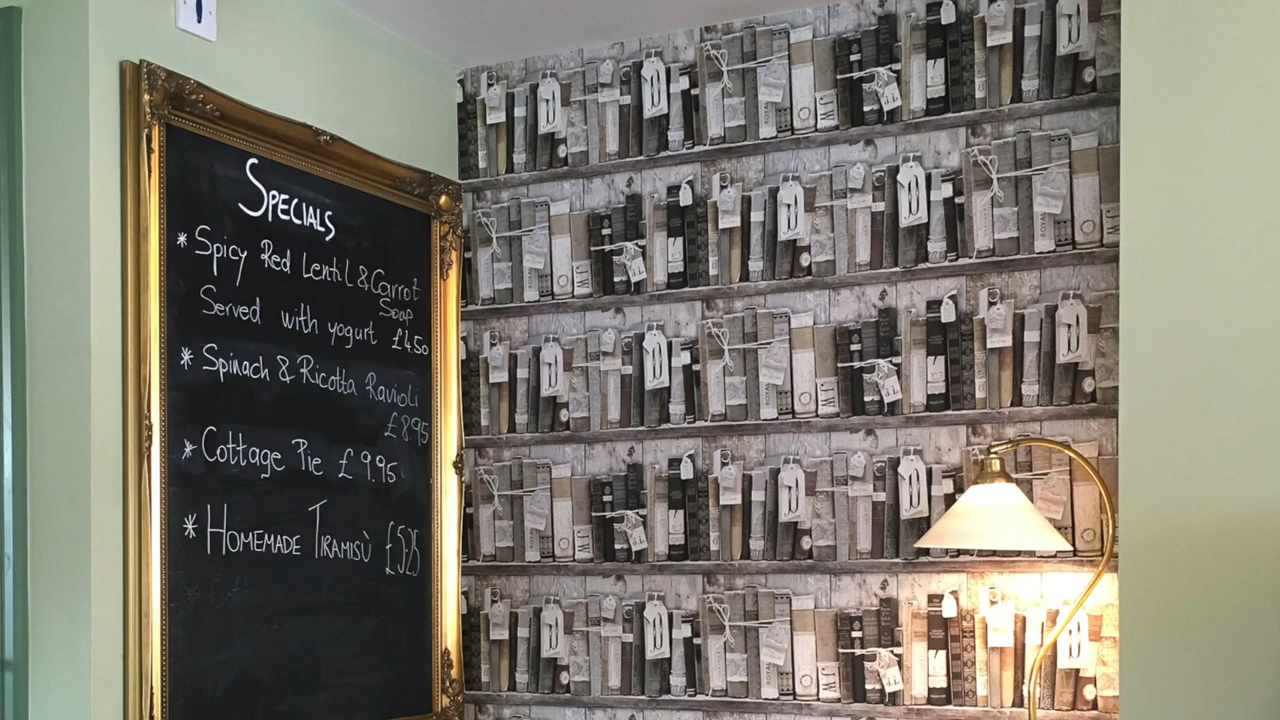 SPECIALS
* Spicy Red Lentil & Carrot
Soap
Served with yogurt £4.50
* Spinach & Ricotta Ravioli
£8.95
* Cottage Pie £9.95
* HOMEMADE TIRAMISÙ £5.25